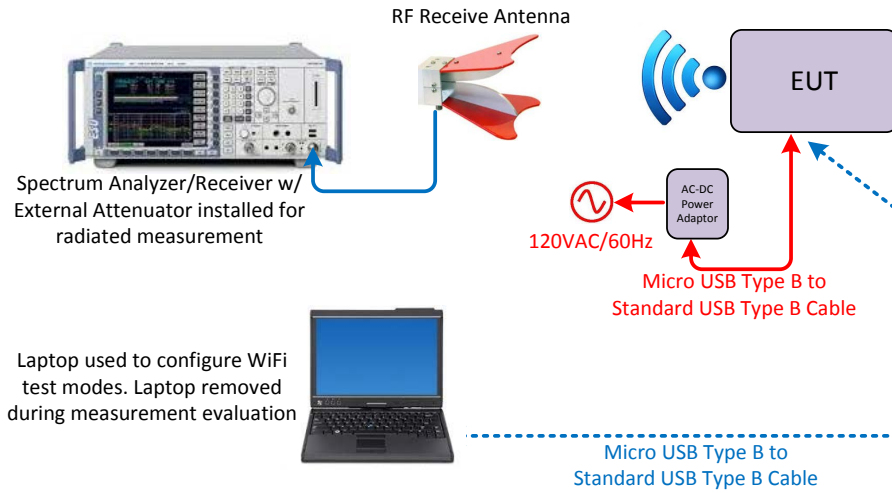 RF Receive Antenna
EUT
Spectrum Analyzer/Receiver w/
External Attenuator installed for
radiated measurement
AC-DC
Power
Adaptor
120VAC/60Hz
Micro USB Type B to
Standard USB Type B Cable
Laptop used to configure WiFi
test modes. Laptop removed
during measurement evaluation
Micro USB Type B to
Standard USB Type B Cable